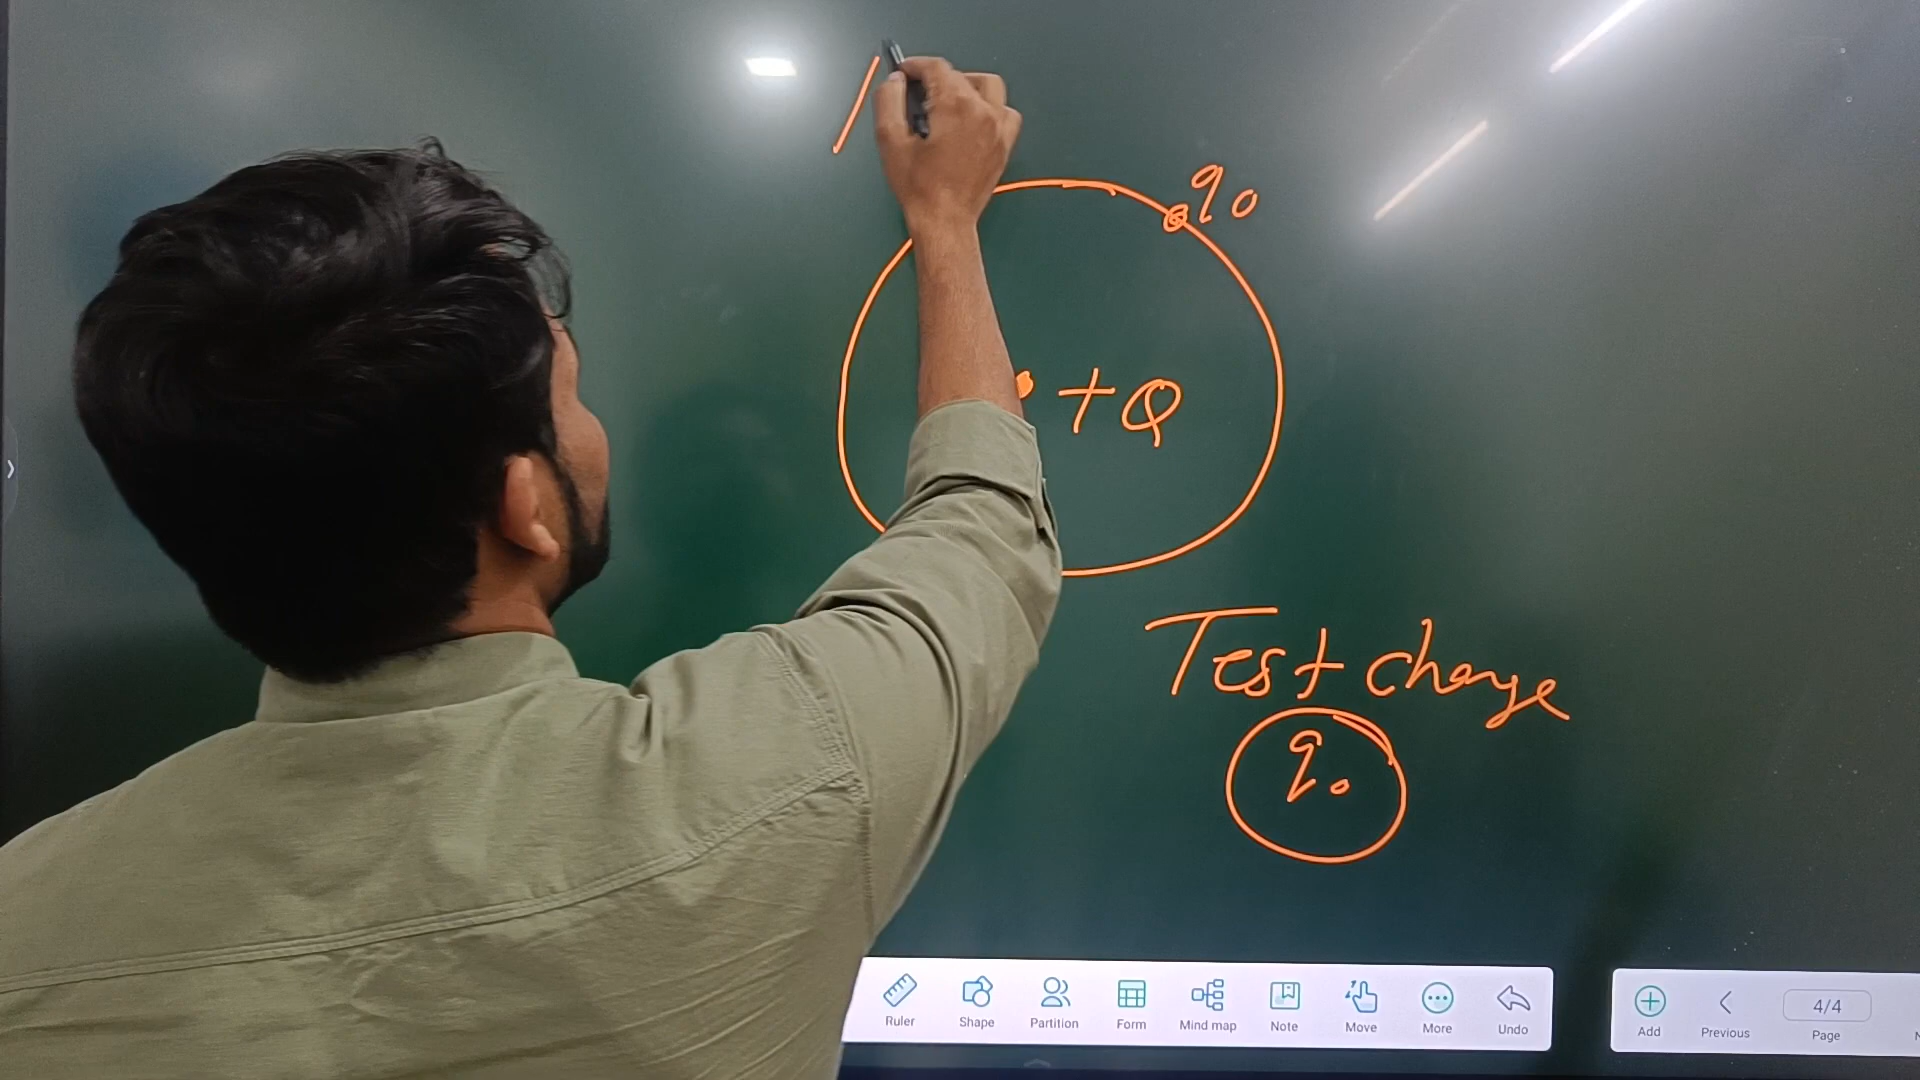 q0
+Q
Test charge
q0
Ruler
Shape
Partition
Form
Mind map
Note
Move
More
Undo
Add
Previous
4/4
Page